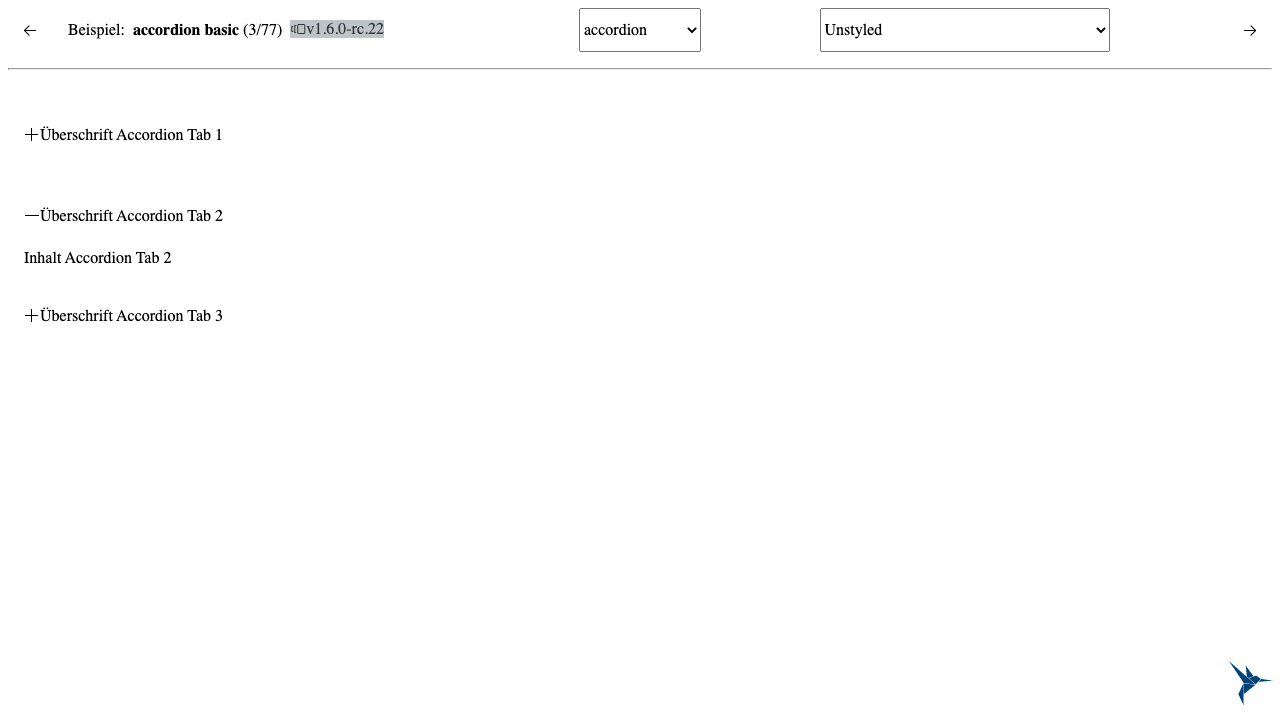 Beispiel: accordion basic (3/77) v1.6.0-rc.22 accordion Unstyled
Überschrift Accordion Tab 1
Überschrift Accordion Tab 2
Inhalt Accordion Tab 2
Überschrift Accordion Tab 3